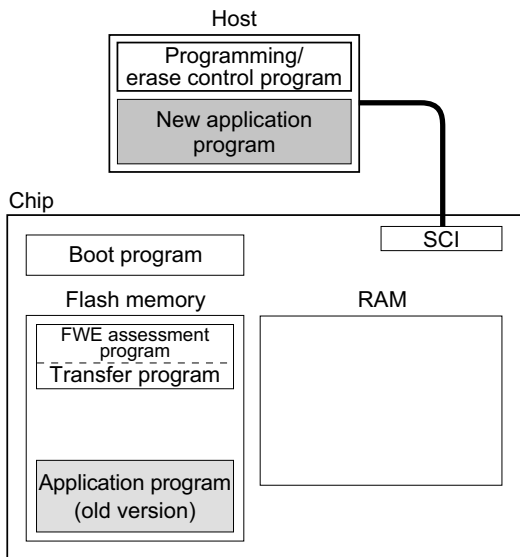 Host
Programming/
erase control program
New application
program
Chip
SCI
Boot program
Flash memory
RAM
FWE assessment
program
Transfer program
Application program
(old version)